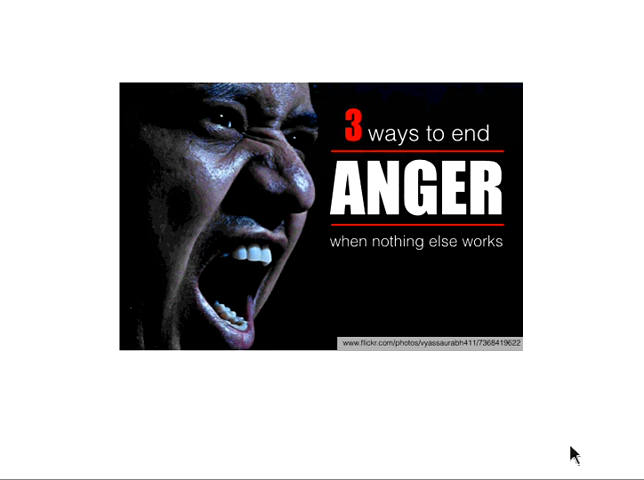 3 ways to end
ANGER
when nothing else works
www.flickr.com/photos/vyassaurabh411/7368419622